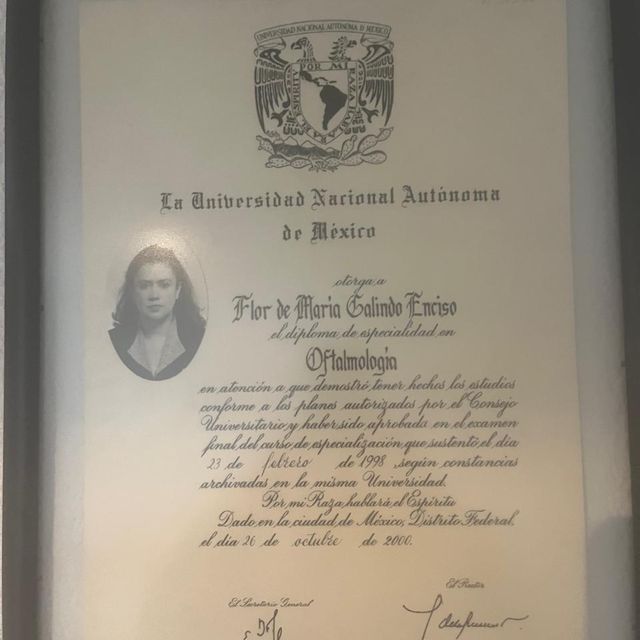 UNIVERSIDAD NACIONAL AUTÓNOMA D MEXICO
POR MI RAZA HABLARÁ EL ESPÍRITU
La Universidad Nacional Autónoma
de México
otorga a
Flor de María Galindo Enciso
el diploma de especialidad en
Oftalmología
en atención a que demostró tener hechos los estudios
conforme a los planes autorizados por el Consejo
Universitario y haber sido aprobada en el examen
final del curso de especialización que sustentó el día
23 de febrero de 1998, según constancias
archivadas en la misma Universidad.
Por mi Raza hablará el Espíritu
Dado en la ciudad de México, Distrito Federal,
el día 26 de octubre de 2000.
El Rector
El Secretario General